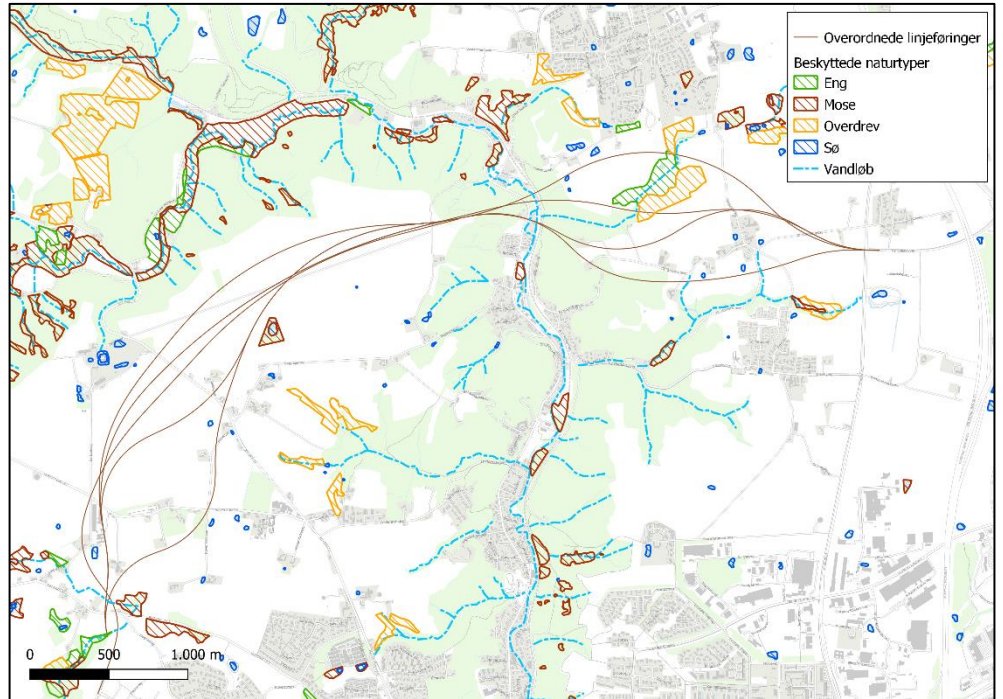 Overordnede linjeføringer
Beskyttede naturtyper
Eng
Mose
Overdrev
Sø
Vandløb
0 500 1.000 m